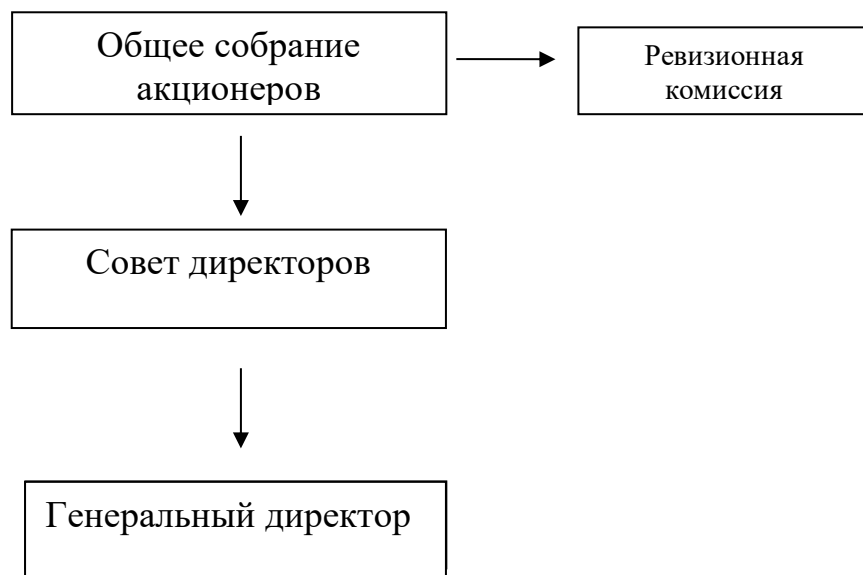 Общее собрание
акционеров
Ревизионная
комиссия
Совет директоров
Генеральный директор